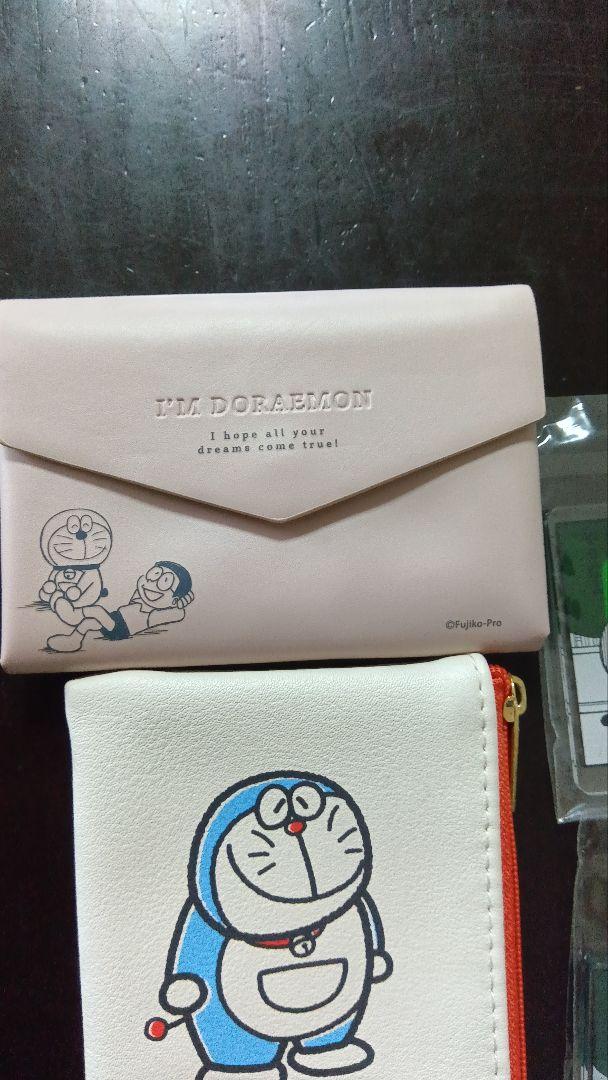 I'M DORAEMON
I hope all your
dreams come true!
©Fujiko-Pro